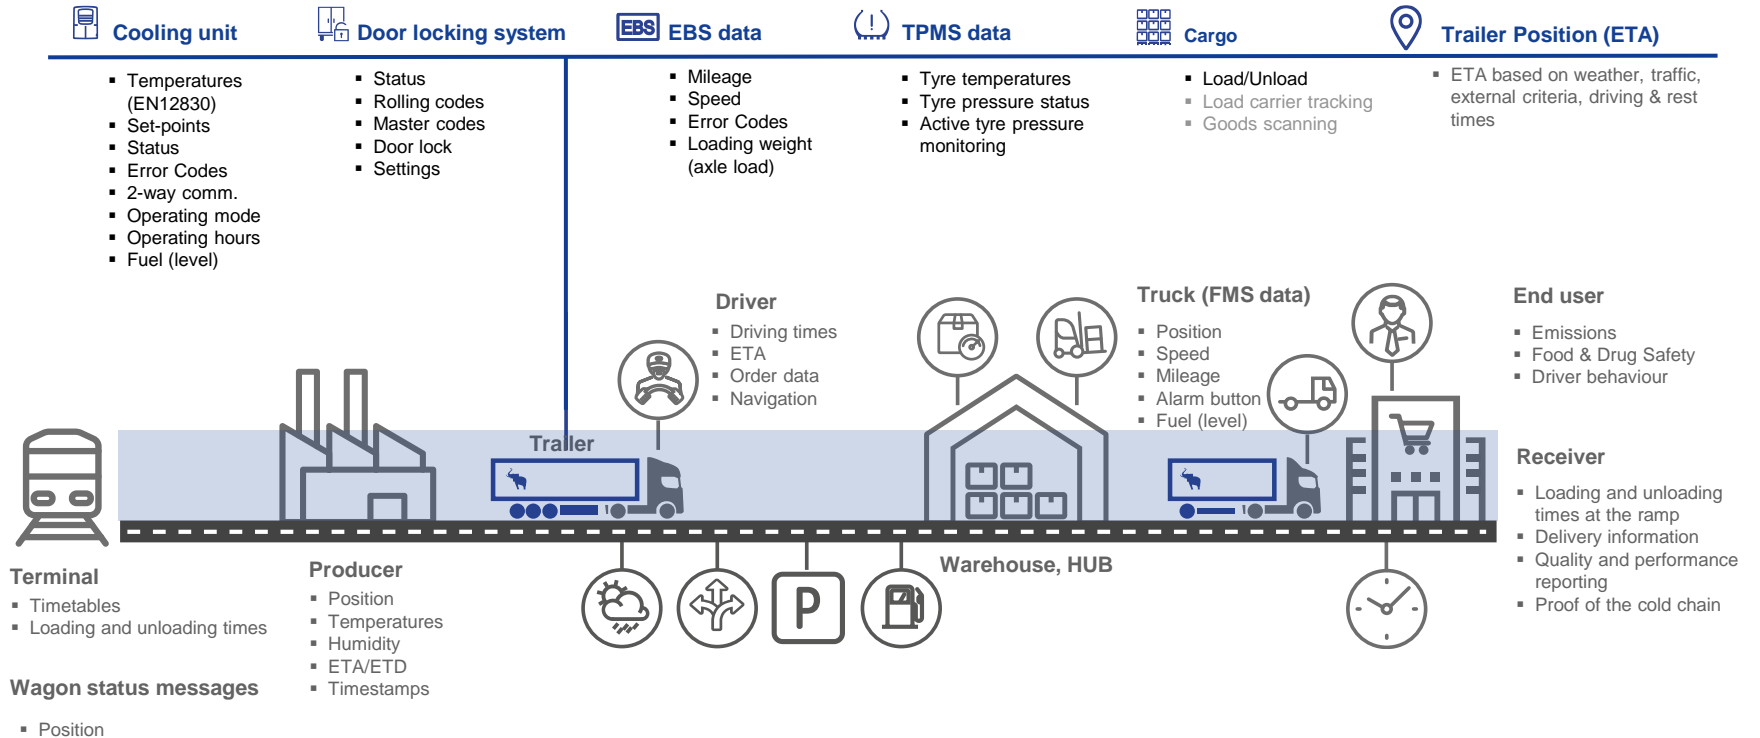 Cooling unit
Temperatures
(EN12830)
Set-points
Status
Error Codes
2-way comm.
Operating mode
Operating hours
Fuel (level)
Door locking system
Status
Rolling codes
Master codes
Door lock
Settings
EBS
EBS data
Mileage
Speed
Error Codes
Loading weight
(axle load)
TPMS data
Tyre temperatures
Tyre pressure status
Active tyre pressure
monitoring
Cargo
Load/Unload
Load carrier tracking
Goods scanning
Trailer Position (ETA)
ETA based on weather, traffic,
external criteria, driving & rest
times
Driver
Driving times
ETA
Order data
Navigation
Truck (FMS data)
Position
Speed
Mileage
Alarm button
Fuel (level)
End user
Emissions
Food & Drug Safety
Driver behaviour
Trailer
Receiver
Loading and unloading
times at the ramp
Delivery information
Quality and performance
reporting
Proof of the cold chain
Terminal
Timetables
Loading and unloading times
Wagon status messages
Position
Producer
Position
Temperatures
Humidity
ETA/ETD
Timestamps
P
Warehouse, HUB